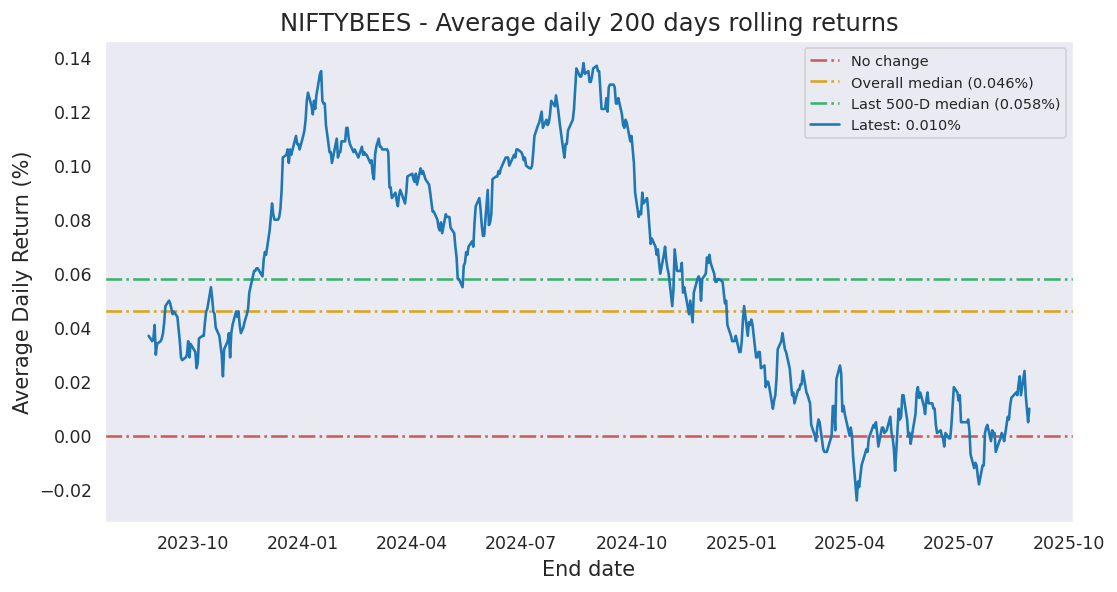 NIFTYBEES - Average daily 200 days rolling returns
No change
Overall median (0.046%)
Last 500-D median (0.058%)
Latest: 0.010%
Average Daily Return (%)
0.14
0.12
0.10
0.08
0.06
0.04
0.02
0.00
−0.02
2023-10 2024-01 2024-04 2024-07 2024-10 2025-01 2025-04 2025-07 2025-10
End date